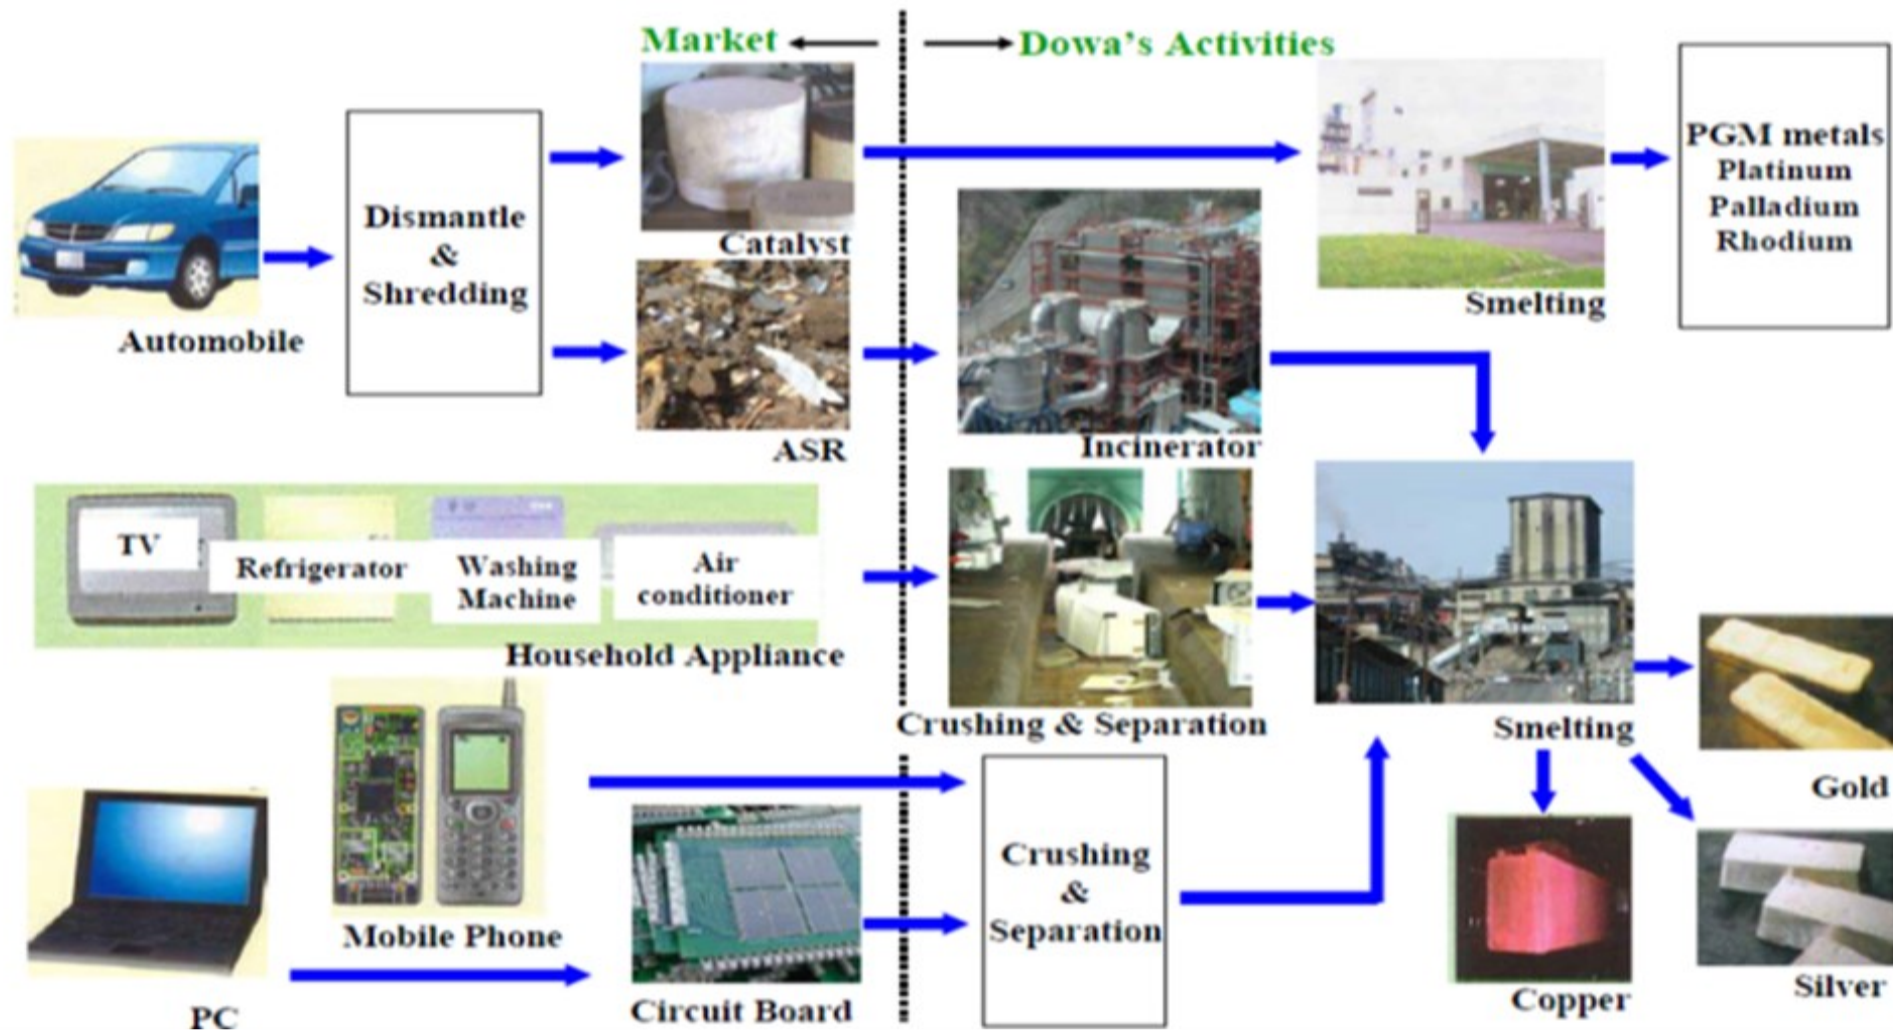 Market
Dowa's Activities
Automobile
Dismantle
&
Shredding
Catalyst
ASR
Incinerator
Smelting
PGM metals
Platinum
Palladium
Rhodium
TV
Refrigerator
Washing
Machine
Air
conditioner
Household Appliance
Crushing & Separation
Smelting
Gold
Mobile Phone
PC
Circuit Board
Crushing
&
Separation
Copper
Silver